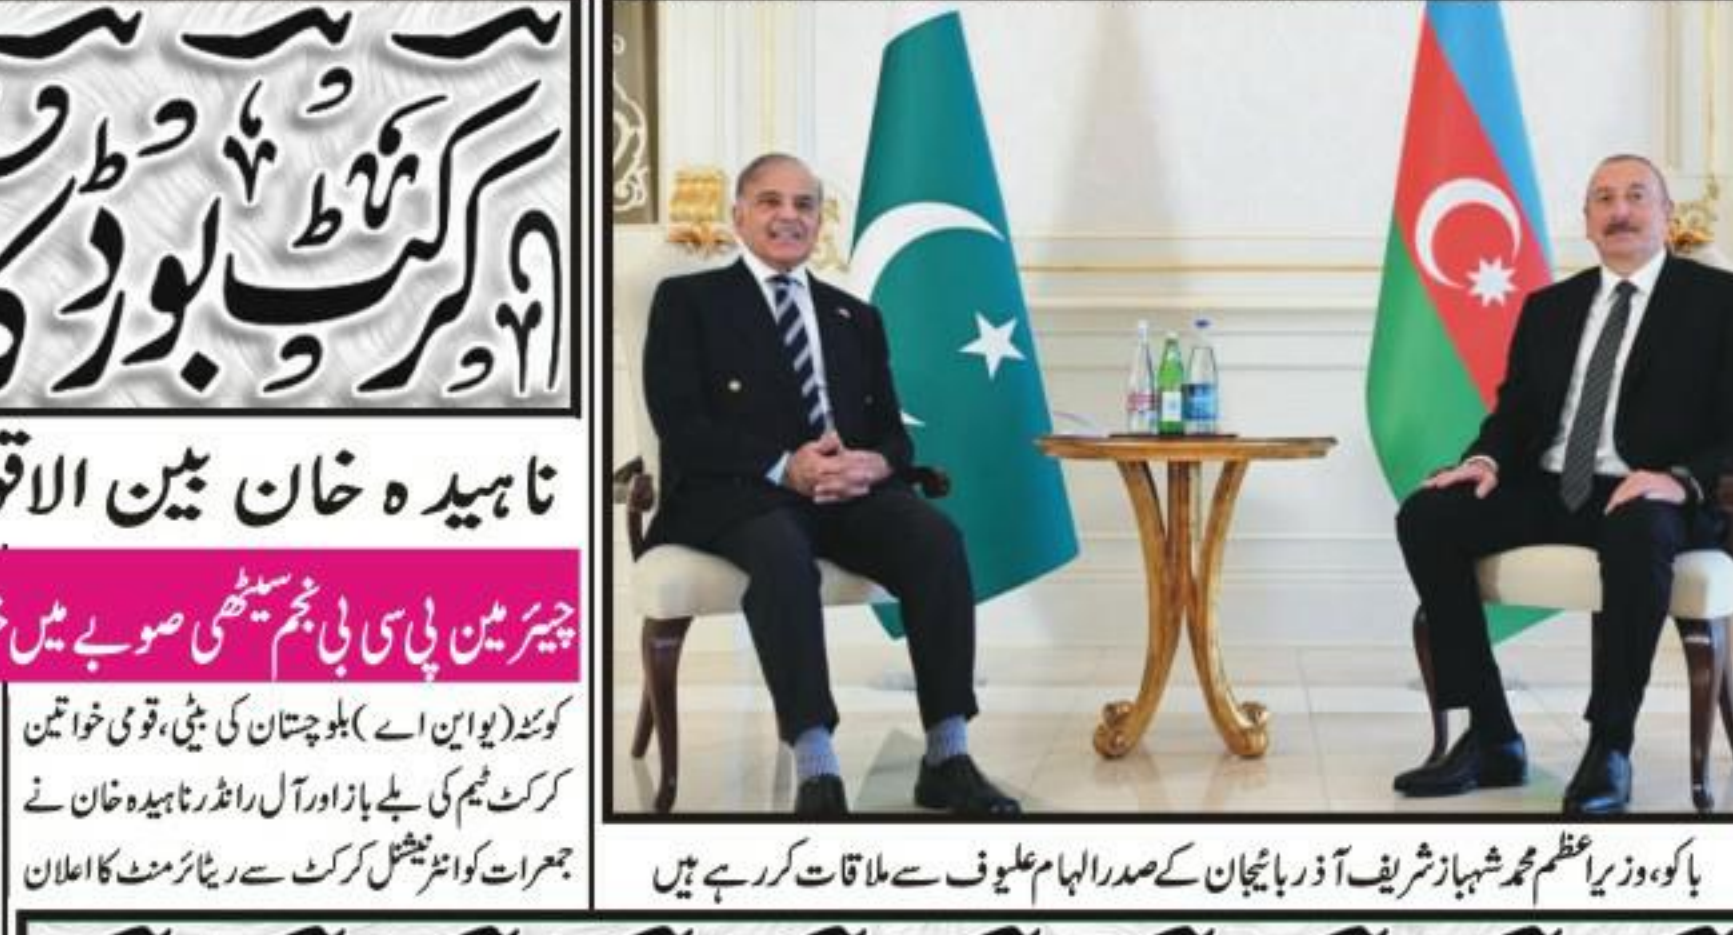 کرکٹ بورڈ
ناہیدہ خان بین
چیئرمین پی سی بی نجم سیٹھی صوبے میں
کوئٹہ(یو این اے)بلوچستان کی بیٹی،قومی خواتین
کرکٹ ٹیم کی بلے باز اور آل رانڈر ناہیدہ خان نے
جمعرات کو انٹرنیشنل کرکٹ سے ریٹائرمنٹ کا اعلان
باکو،وزیراعظم محمد شہباز شریف آذربائیجان کے صدر الہام علیوف سے ملاقات کر رہے ہیں